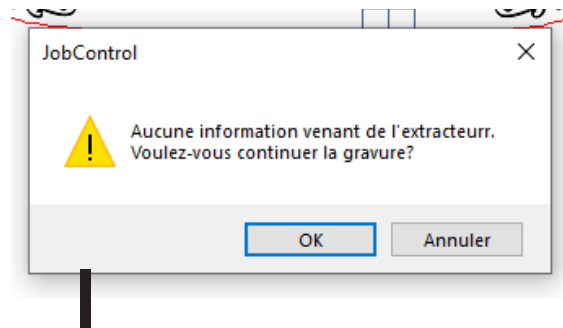 JobControl
Aucune information venant de l'extracteurr.
Voulez-vous continuer la gravure?
OK
Annuler